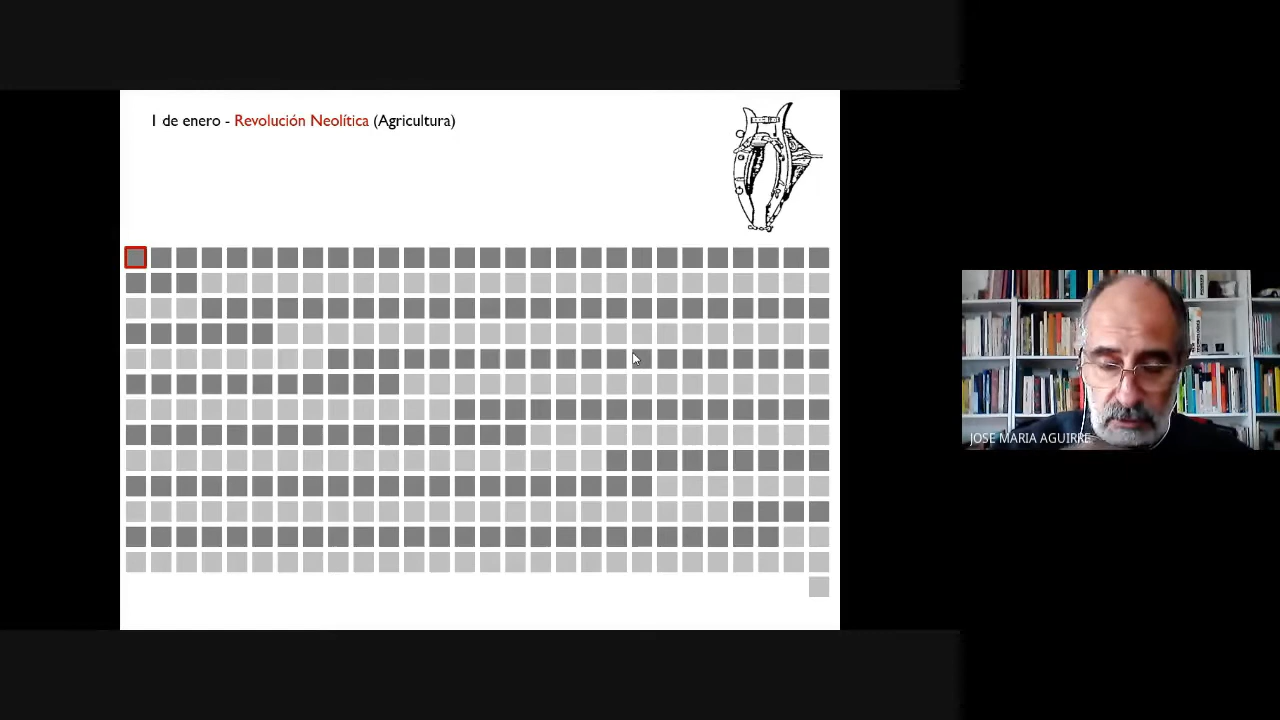 1 de enero - Revolución Neolítica (Agricultura)
JOSE MARIA AGUIRRE